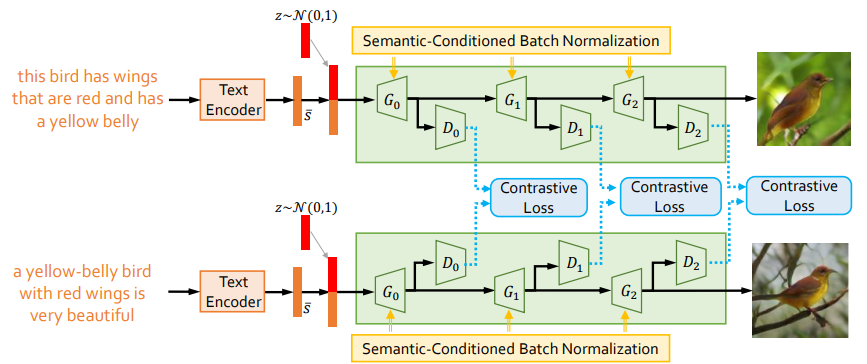 z~𝒩(0,1)
Semantic-Conditioned Batch Normalization
this bird has wings
that are red and has
a yellow belly
Text
Encoder
s̄
G₀
G₁
G₂
D₀
D₁
D₂
Contrastive
Loss
Contrastive
Loss
Contrastive
Loss
z~𝒩(0,1)
a yellow-belly bird
with red wings is
very beautiful
Text
Encoder
s̄
D₀
D₁
D₂
G₀
G₁
G₂
Semantic-Conditioned Batch Normalization